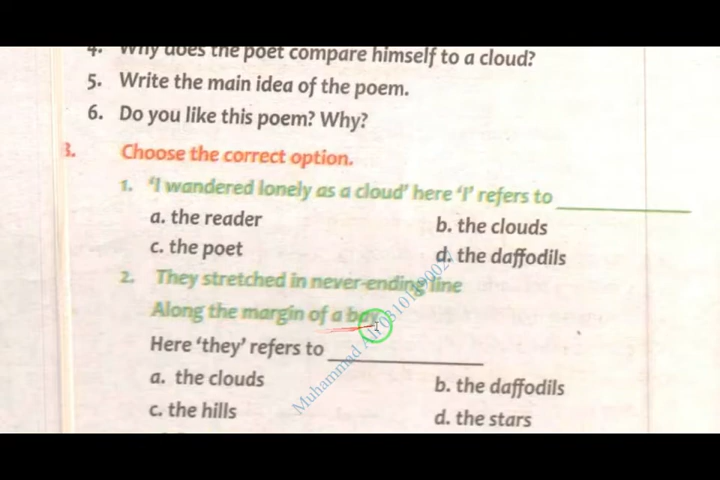 4. Why does the poet compare himself to a cloud?
5. Write the main idea of the poem.
6. Do you like this poem? Why?
3. Choose the correct option.
1. 'I wandered lonely as a cloud' here 'I' refers to
a. the reader b. the clouds
c. the poet d. the daffodils
2. They stretched in never-ending line
Along the margin of a bay
Here 'they' refers to
a. the clouds b. the daffodils
c. the hills d. the stars
Muhammad